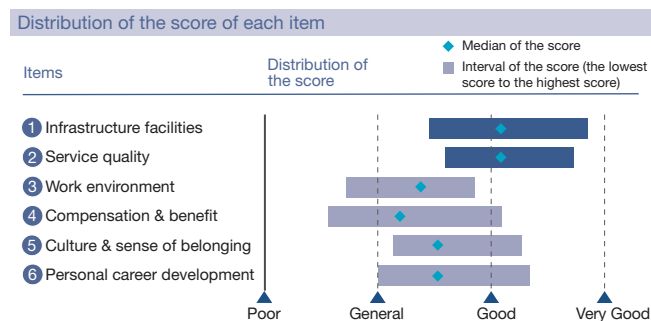 Distribution of the score of each item
Items
Distribution of
the score
Median of the score
Interval of the score (the lowest
score to the highest score)
1 Infrastructure facilities
2 Service quality
3 Work environment
4 Compensation & benefit
5 Culture & sense of belonging
6 Personal career development
Poor General Good Very Good